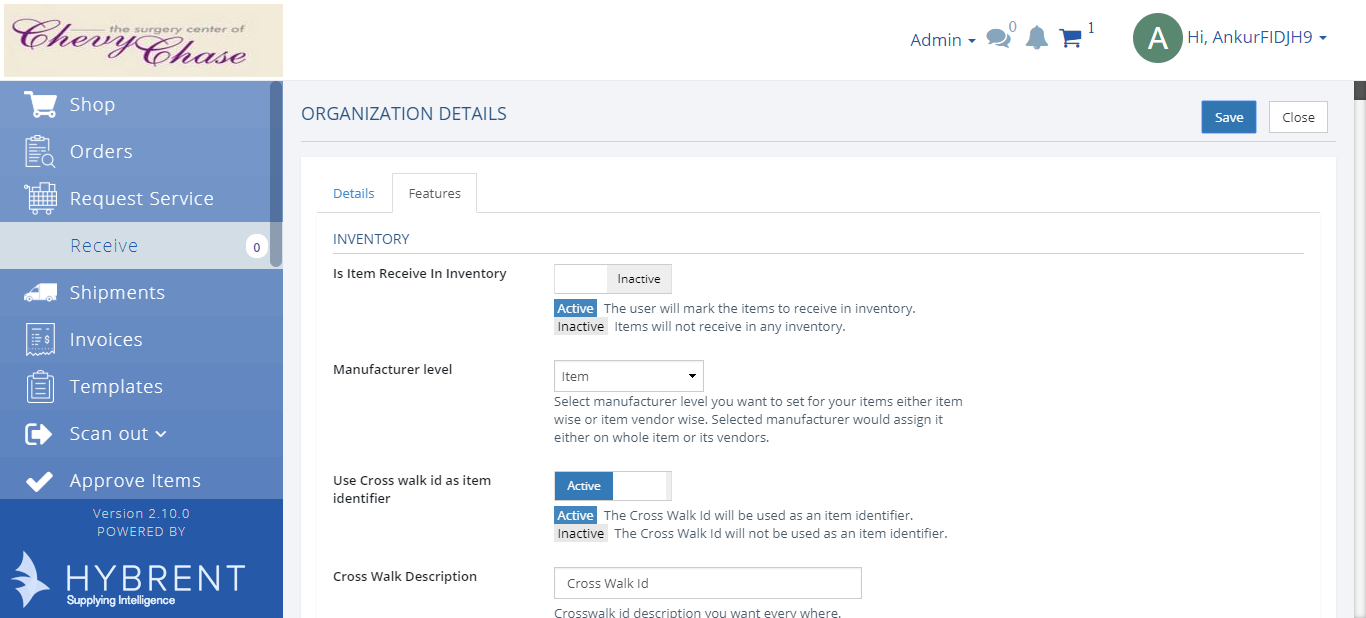 the surgery center of
Chevy Chase
Admin
0
1
A
Hi, AnkurFIDJH9
Shop
Orders
Request Service
Receive
0
Shipments
Invoices
Templates
Scan out
Approve Items
Version 2.10.0
POWERED BY
HYBRENT
Supplying Intelligence
ORGANIZATION DETAILS
Save
Close
Details
Features
INVENTORY
Is Item Receive In Inventory
Inactive
Active The user will mark the items to receive in inventory.
Inactive Items will not receive in any inventory.
Manufacturer level
Item
Select manufacturer level you want to set for your items either item
wise or item vendor wise. Selected manufacturer would assign it
either on whole item or its vendors.
Use Cross walk id as item
identifier
Active
Active The Cross Walk Id will be used as an item identifier.
Inactive The Cross Walk Id will not be used as an item identifier.
Cross Walk Description
Cross Walk Id
Crosswalk id description you want every where.